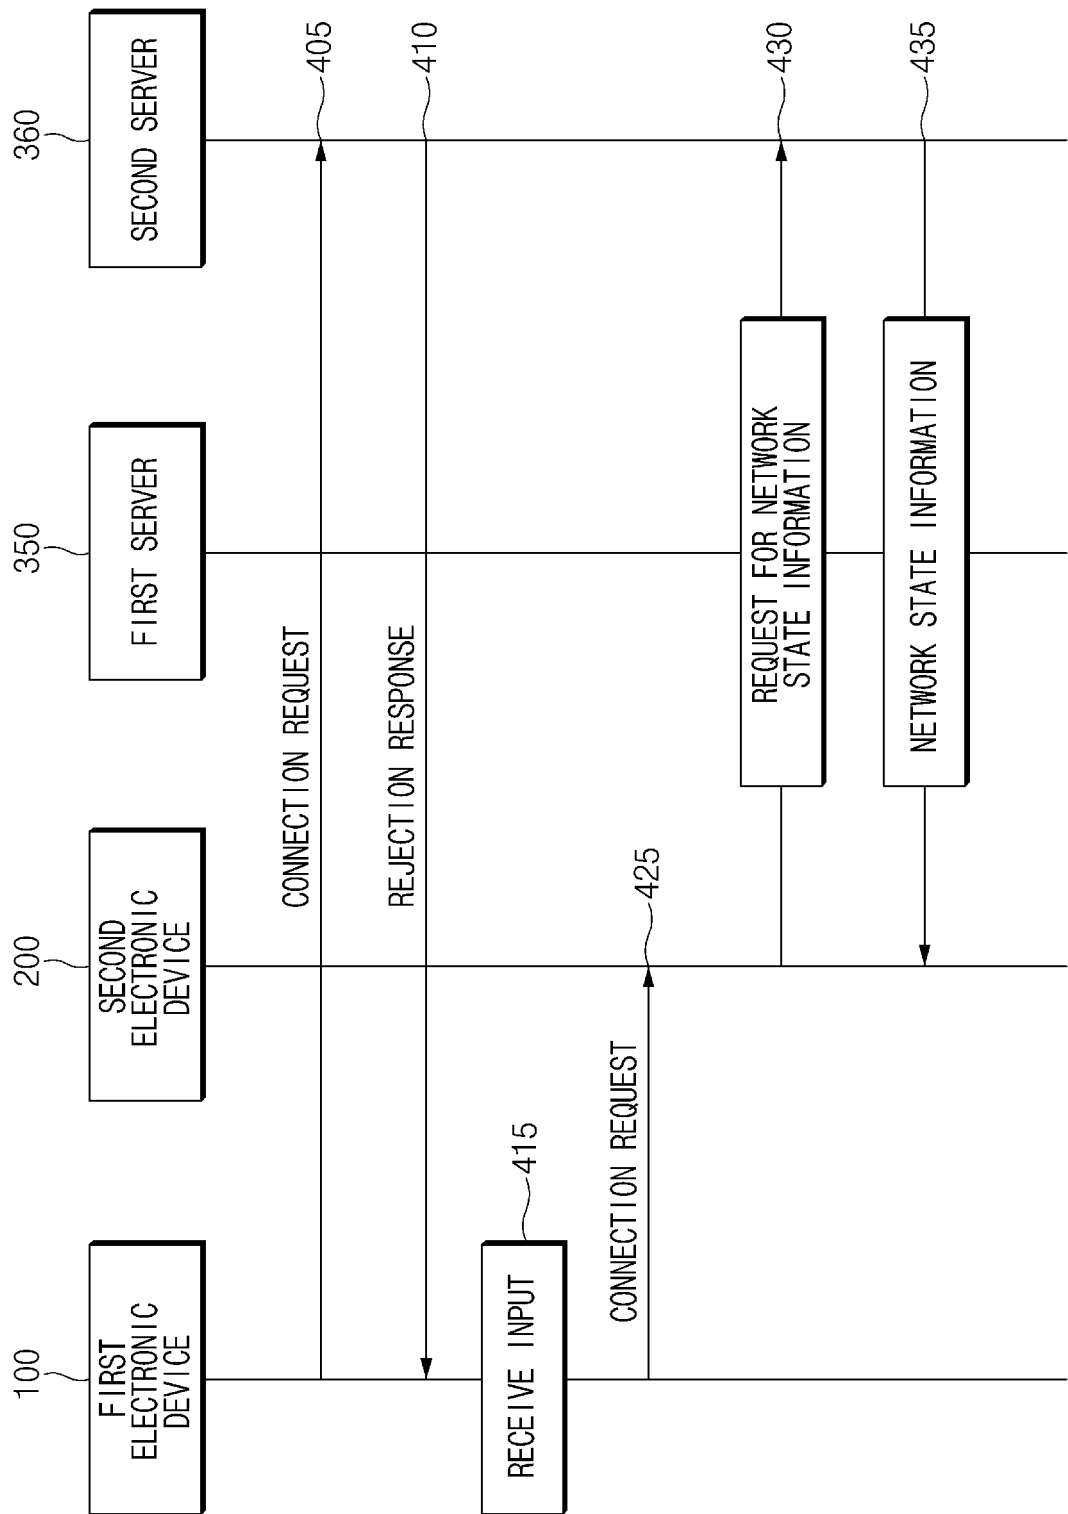 100
FIRST
ELECTRONIC
DEVICE
200
SECOND
ELECTRONIC
DEVICE
350
FIRST SERVER
360
SECOND SERVER
CONNECTION REQUEST
405
REJECTION RESPONSE
410
RECEIVE INPUT
415
CONNECTION REQUEST
425
REQUEST FOR NETWORK
STATE INFORMATION
430
NETWORK STATE INFORMATION
435